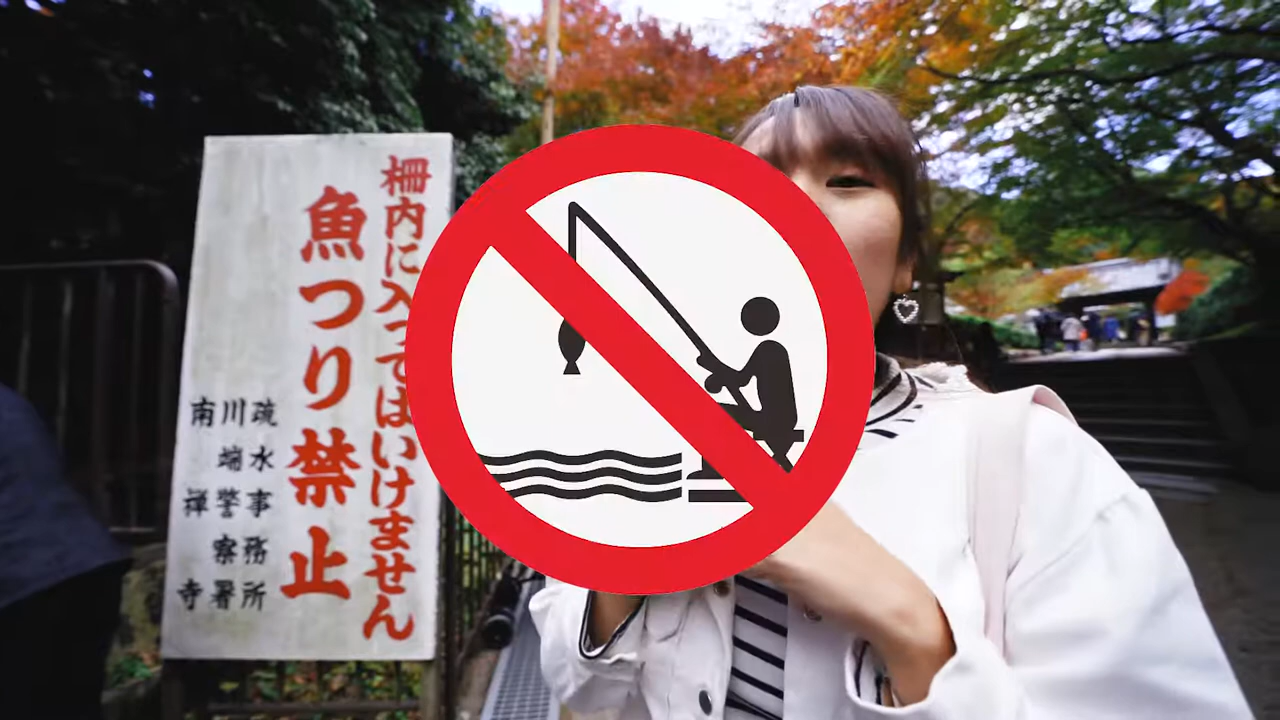 柵内に入ってはいけません
魚つり禁止
疏水事務所
川端警察署
南禅寺